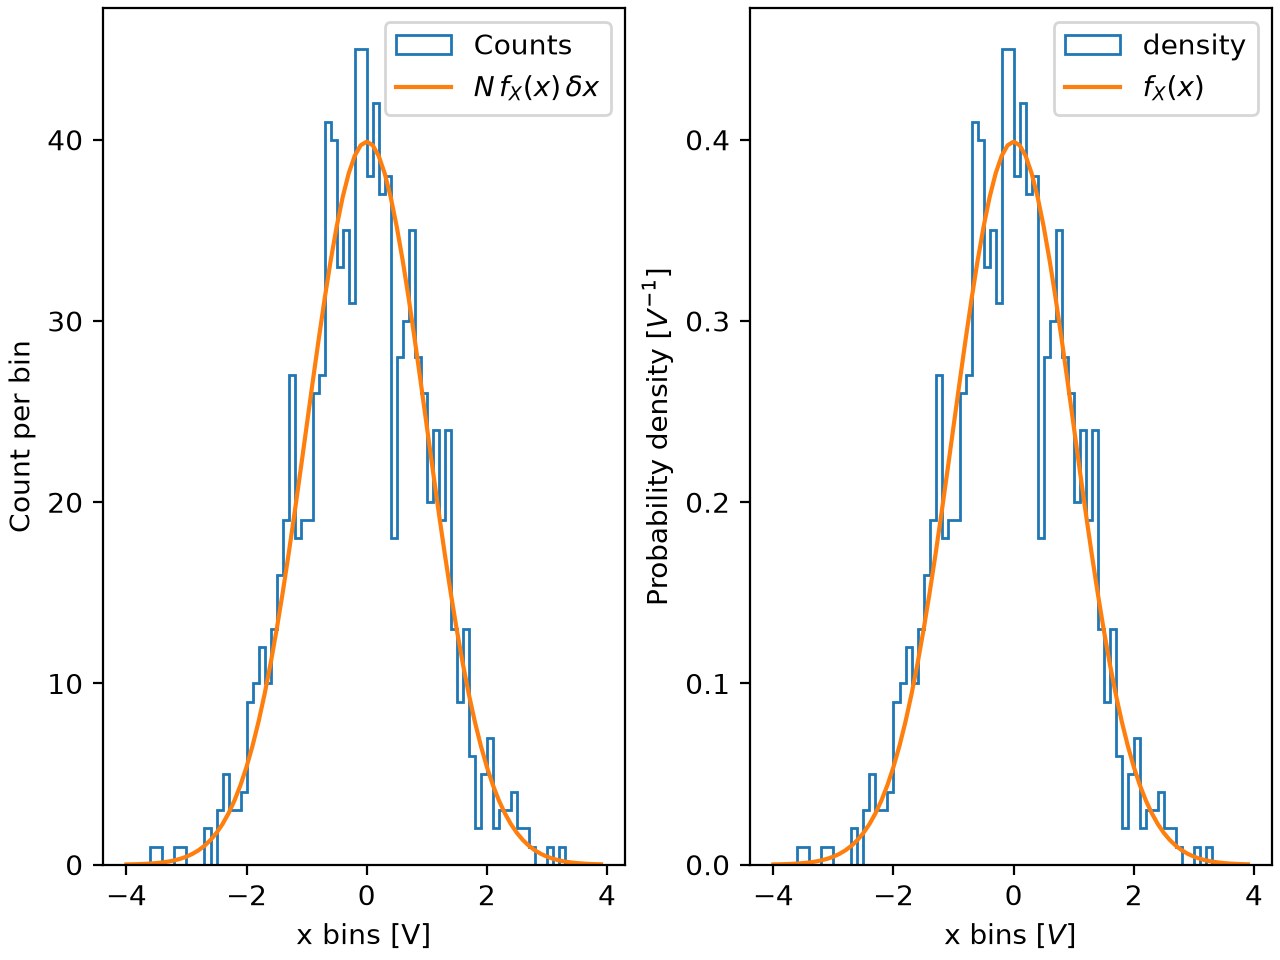 Counts
N f_X(x) δx
40
30
20
10
0
Count per bin
−4
−2
0
2
4
x bins [V]
density
f_X(x)
0.4
0.3
0.2
0.1
0.0
Probability density [V⁻¹]
−4
−2
0
2
4
x bins [V]